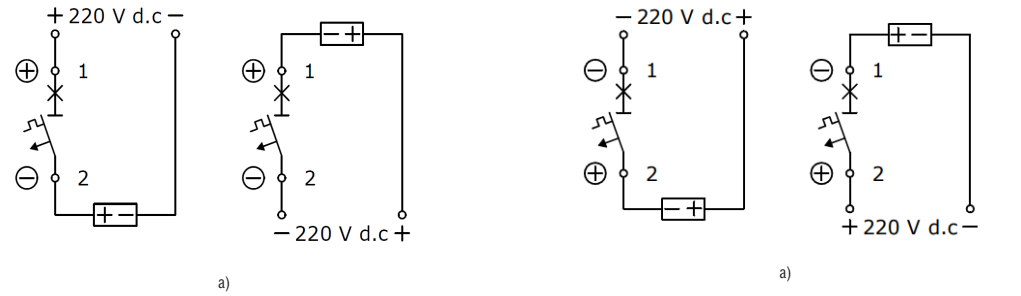 + 220 V d.c −
+ 1
− 2
+ −
− +
+ 1
− 2
− 220 V d.c +
a)
− 220 V d.c +
− 1
+ 2
− +
+ −
− 1
+ 2
+ 220 V d.c −
a)